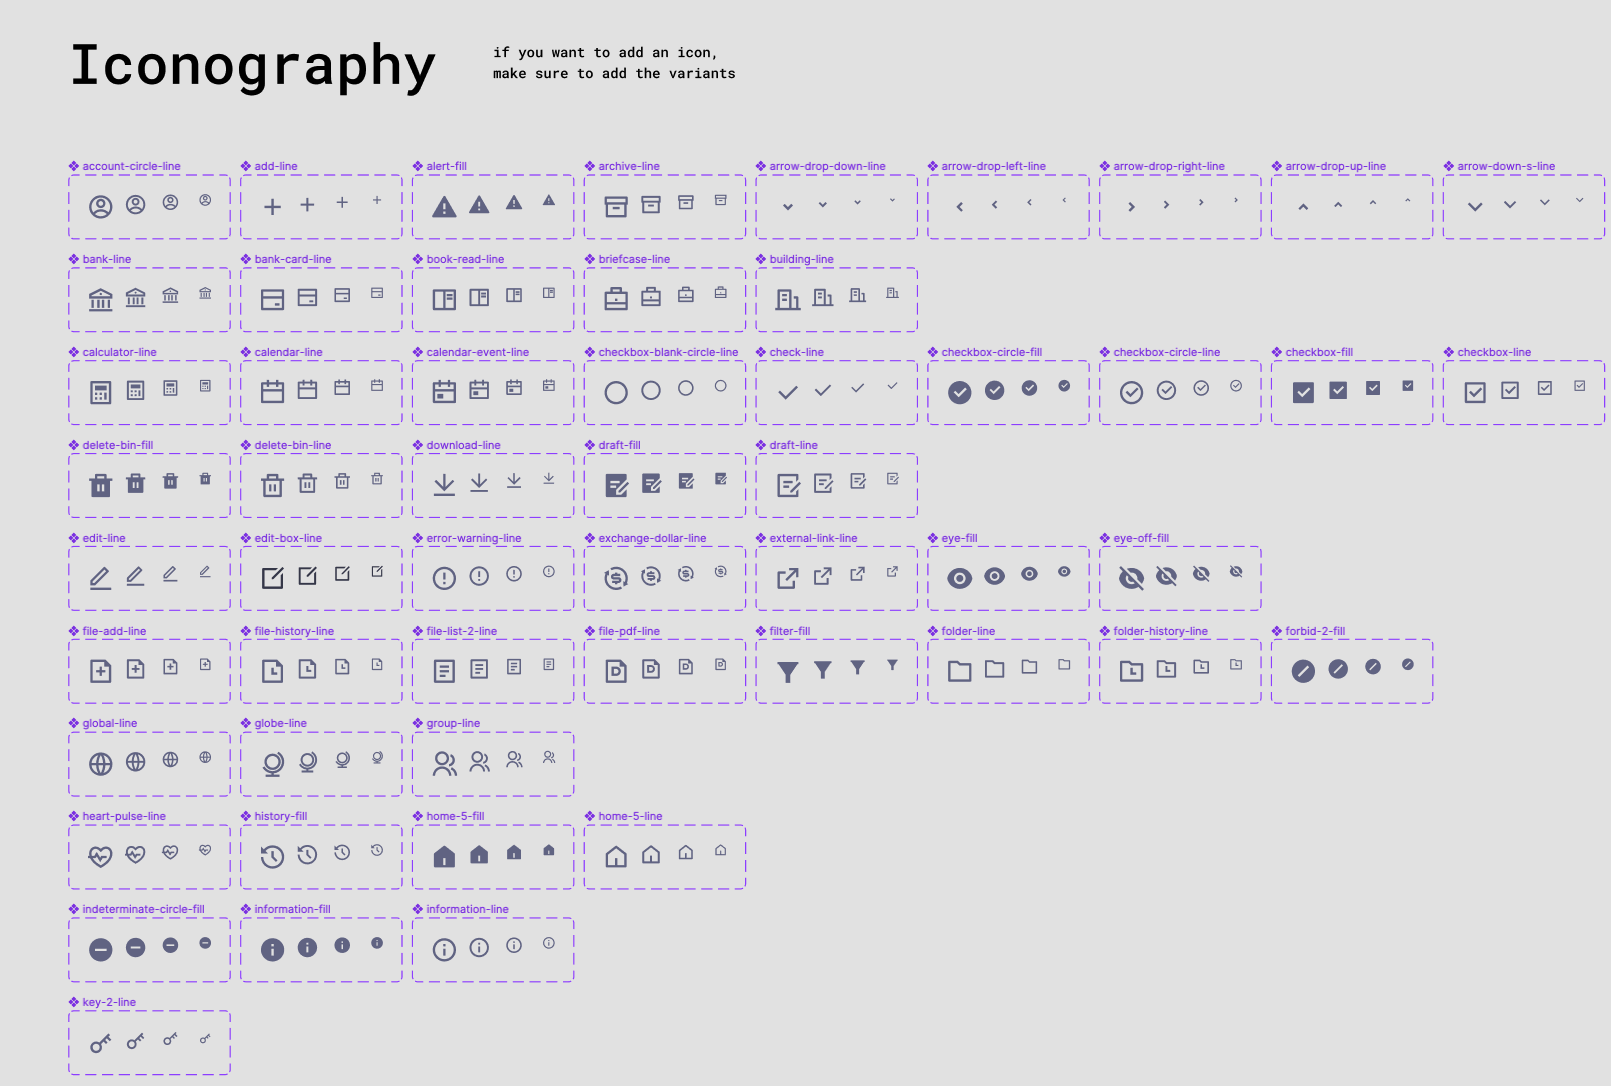 Iconography
if you want to add an icon,
make sure to add the variants
account-circle-line
add-line
alert-fill
archive-line
arrow-drop-down-line
arrow-drop-left-line
arrow-drop-right-line
arrow-drop-up-line
arrow-down-s-line
bank-line
bank-card-line
book-read-line
briefcase-line
building-line
calculator-line
calendar-line
calendar-event-line
checkbox-blank-circle-line
check-line
checkbox-circle-fill
checkbox-circle-line
checkbox-fill
checkbox-line
delete-bin-fill
delete-bin-line
download-line
draft-fill
draft-line
edit-line
edit-box-line
error-warning-line
exchange-dollar-line
external-link-line
eye-fill
eye-off-fill
file-add-line
file-history-line
file-list-2-line
file-pdf-line
filter-fill
folder-line
folder-history-line
forbid-2-fill
global-line
globe-line
group-line
heart-pulse-line
history-fill
home-5-fill
home-5-line
indeterminate-circle-fill
information-fill
information-line
key-2-line